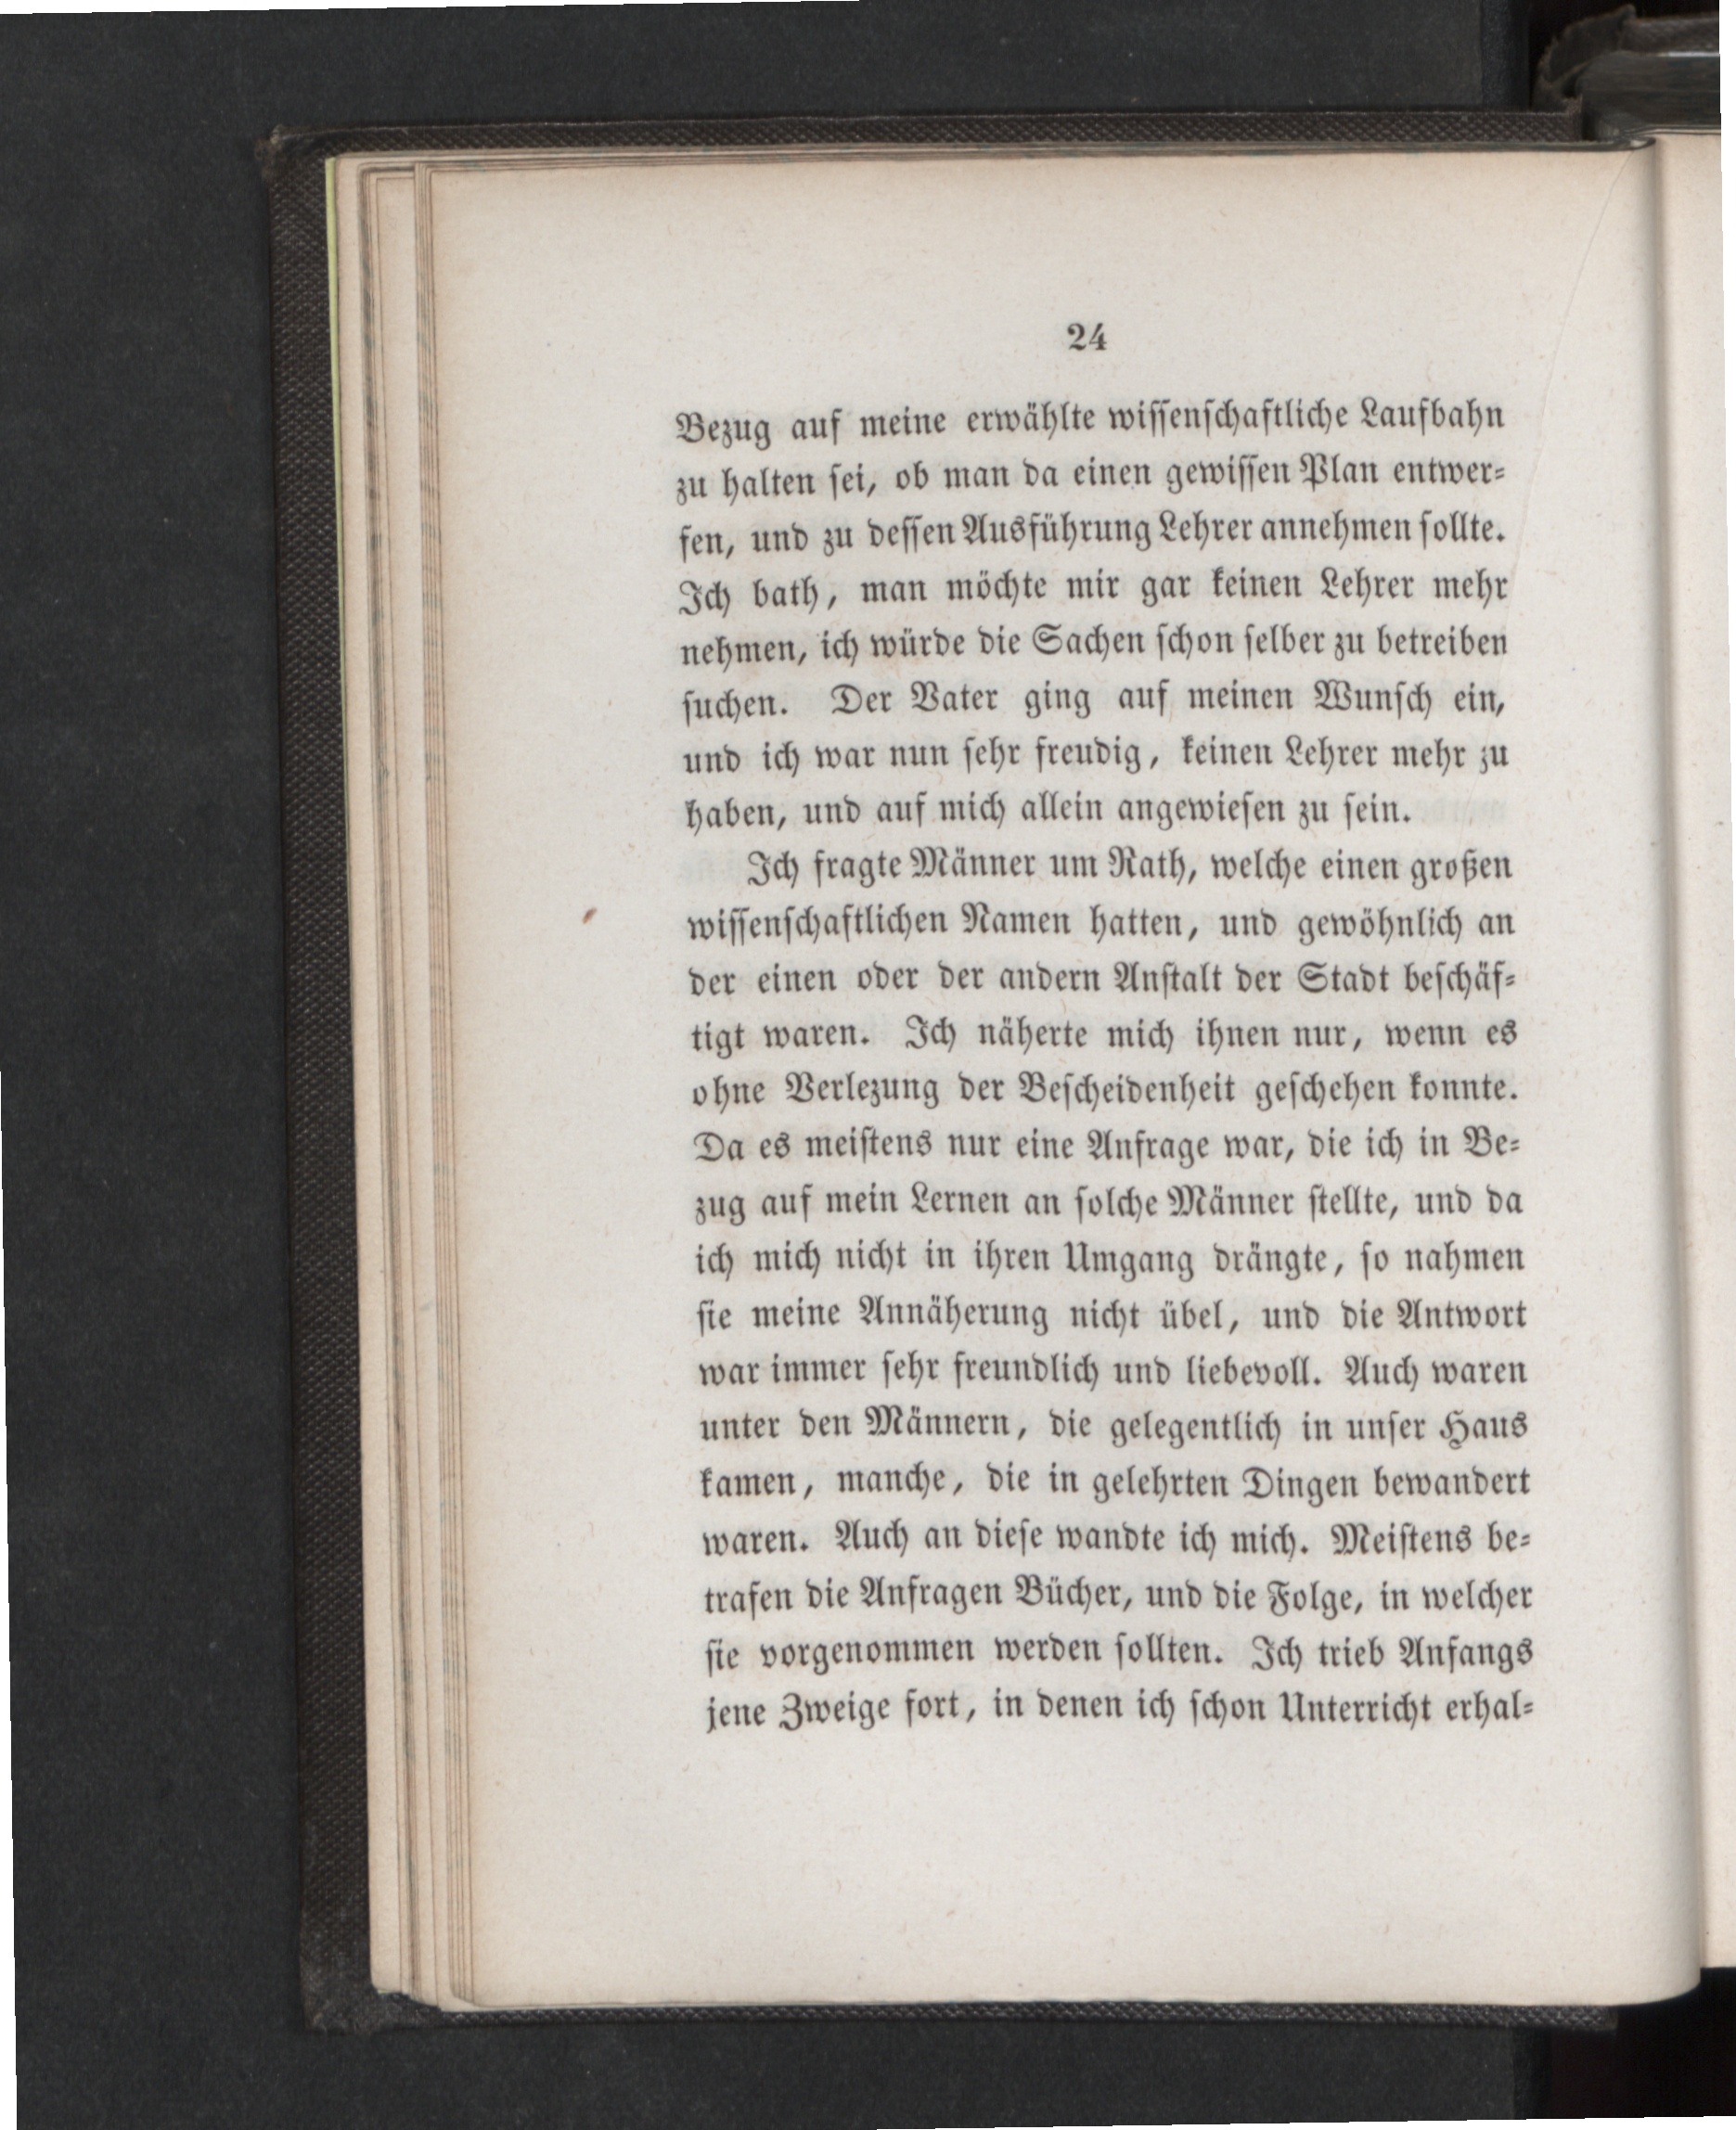 24
Bezug auf meine erwählte wissenschaftliche Laufbahn
zu halten sei, ob man da einen gewissen Plan entwer-
fen, und zu dessen Ausführung Lehrer annehmen sollte.
Ich bath, man möchte mir gar keinen Lehrer mehr
nehmen, ich würde die Sachen schon selber zu betreiben
suchen. Der Vater ging auf meinen Wunsch ein,
und ich war nun sehr freudig, keinen Lehrer mehr zu
haben, und auf mich allein angewiesen zu sein.
Ich fragte Männer um Rath, welche einen großen
wissenschaftlichen Namen hatten, und gewöhnlich an
der einen oder der andern Anstalt der Stadt beschäf-
tigt waren. Ich näherte mich ihnen nur, wenn es
ohne Verlezung der Bescheidenheit geschehen konnte.
Da es meistens nur eine Anfrage war, die ich in Be-
zug auf mein Lernen an solche Männer stellte, und da
ich mich nicht in ihren Umgang drängte, so nahmen
sie meine Annäherung nicht übel, und die Antwort
war immer sehr freundlich und liebevoll. Auch waren
unter den Männern, die gelegentlich in unser Haus
kamen, manche, die in gelehrten Dingen bewandert
waren. Auch an diese wandte ich mich. Meistens be-
trafen die Anfragen Bücher, und die Folge, in welcher
sie vorgenommen werden sollten. Ich trieb Anfangs
jene Zweige fort, in denen ich schon Unterricht erhal-